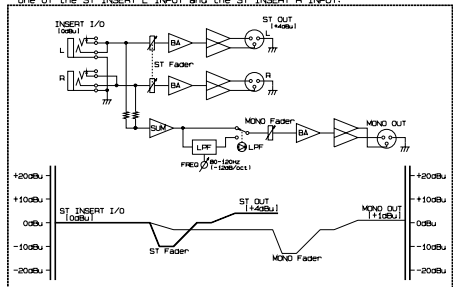 one of the ST INSERT L INPUT and the ST INSERT R INPUT.
INSERT I/O
[0dBu]
ST OUT
[+4dBu]
L
L
BA
ST Fader
R
R
BA
MONO Fader
MONO OUT
SUM
BA
LPF
LPF
FREQ
80-120Hz
(-12dB/oct)
+20dBu
+20dBu
+10dBu
+10dBu
ST INSERT I/O
[0dBu]
ST OUT
[+4dBu]
MONO OUT
[+1dBu]
0dBu
0dBu
-10dBu
-10dBu
ST Fader
MONO Fader
-20dBu
-20dBu